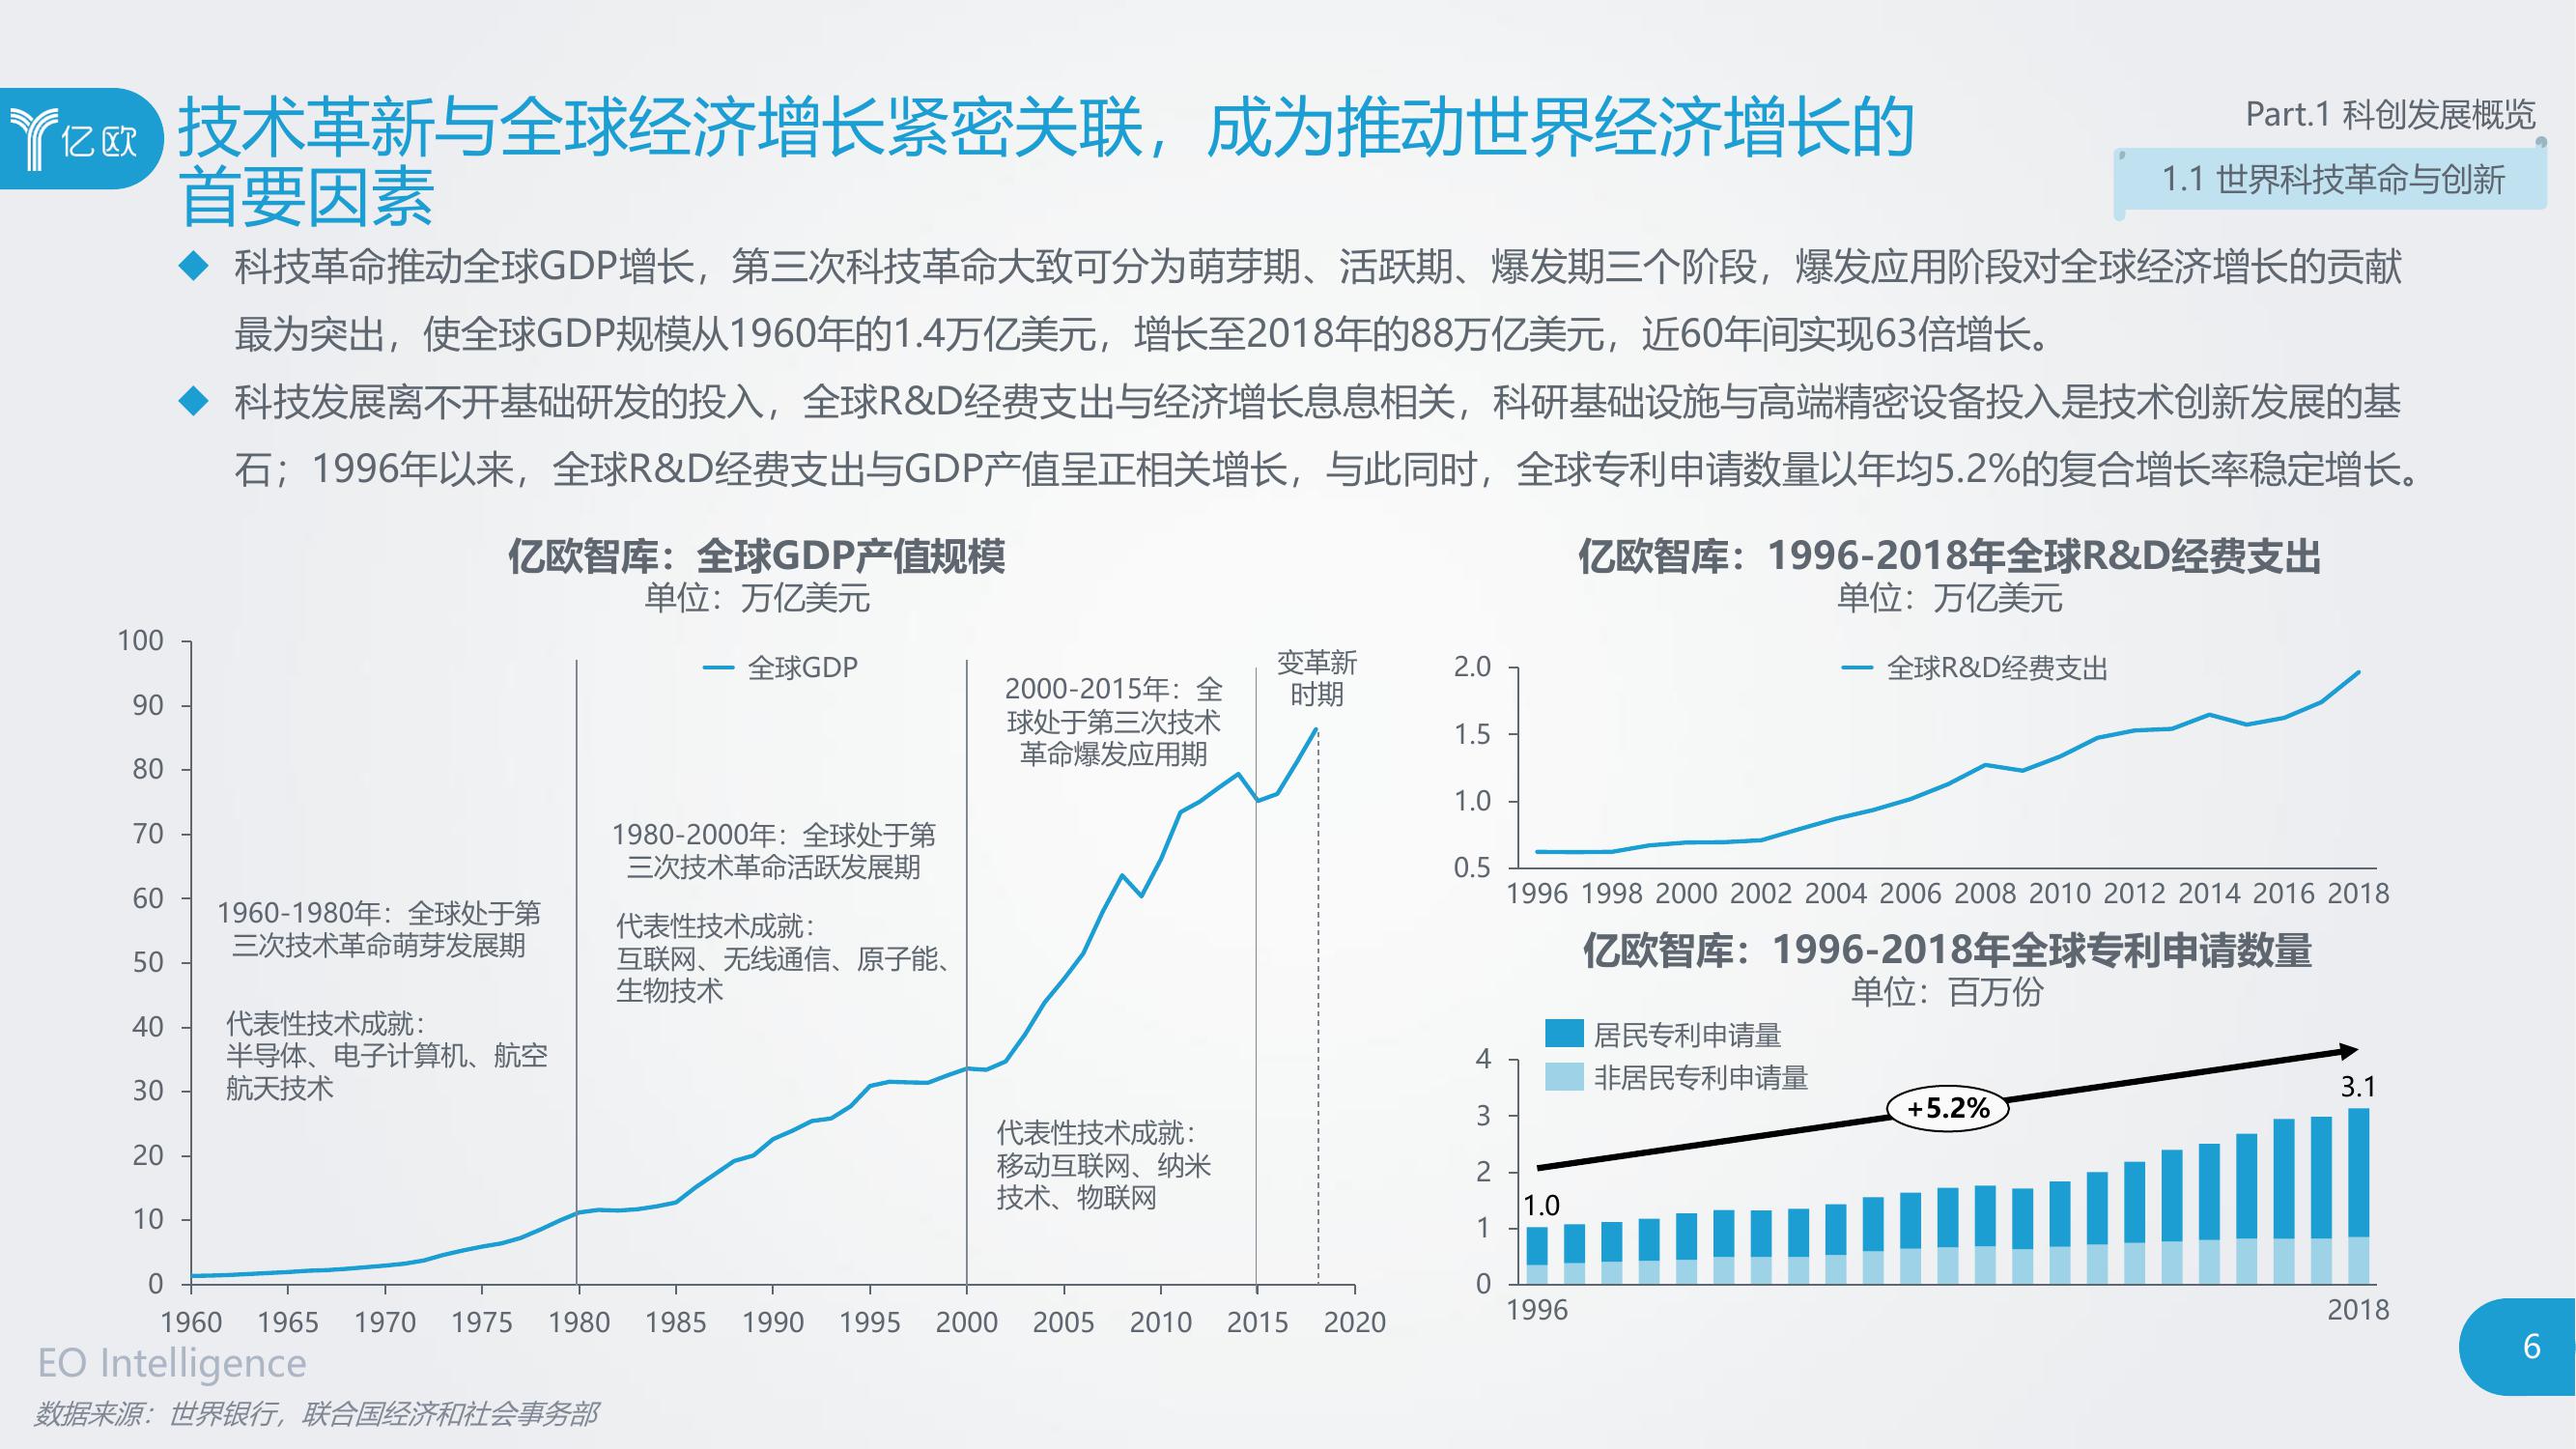 亿欧
技术革新与全球经济增长紧密关联，成为推动世界经济增长的
首要因素
Part.1 科创发展概览
1.1 世界科技革命与创新
科技革命推动全球GDP增长，第三次科技革命大致可分为萌芽期、活跃期、爆发期三个阶段，爆发应用阶段对全球经济增长的贡献
最为突出，使全球GDP规模从1960年的1.4万亿美元，增长至2018年的88万亿美元，近60年间实现63倍增长。
科技发展离不开基础研发的投入，全球R&D经费支出与经济增长息息相关，科研基础设施与高端精密设备投入是技术创新发展的基
石；1996年以来，全球R&D经费支出与GDP产值呈正相关增长，与此同时，全球专利申请数量以年均5.2%的复合增长率稳定增长。
亿欧智库：全球GDP产值规模
单位：万亿美元
全球GDP
100
90
80
70
60
50
40
30
20
10
0
1960 1965 1970 1975 1980 1985 1990 1995 2000 2005 2010 2015 2020
1960-1980年：全球处于第
三次技术革命萌芽发展期
代表性技术成就：
半导体、电子计算机、航空
航天技术
1980-2000年：全球处于第
三次技术革命活跃发展期
代表性技术成就：
互联网、无线通信、原子能、
生物技术
2000-2015年：全
球处于第三次技术
革命爆发应用期
代表性技术成就：
移动互联网、纳米
技术、物联网
变革新
时期
亿欧智库：1996-2018年全球R&D经费支出
单位：万亿美元
全球R&D经费支出
2.0
1.5
1.0
0.5
1996 1998 2000 2002 2004 2006 2008 2010 2012 2014 2016 2018
亿欧智库：1996-2018年全球专利申请数量
单位：百万份
居民专利申请量
非居民专利申请量
4
3
2
1
0
+5.2%
1.0
3.1
1996 2018
EO Intelligence
数据来源：世界银行，联合国经济和社会事务部
6